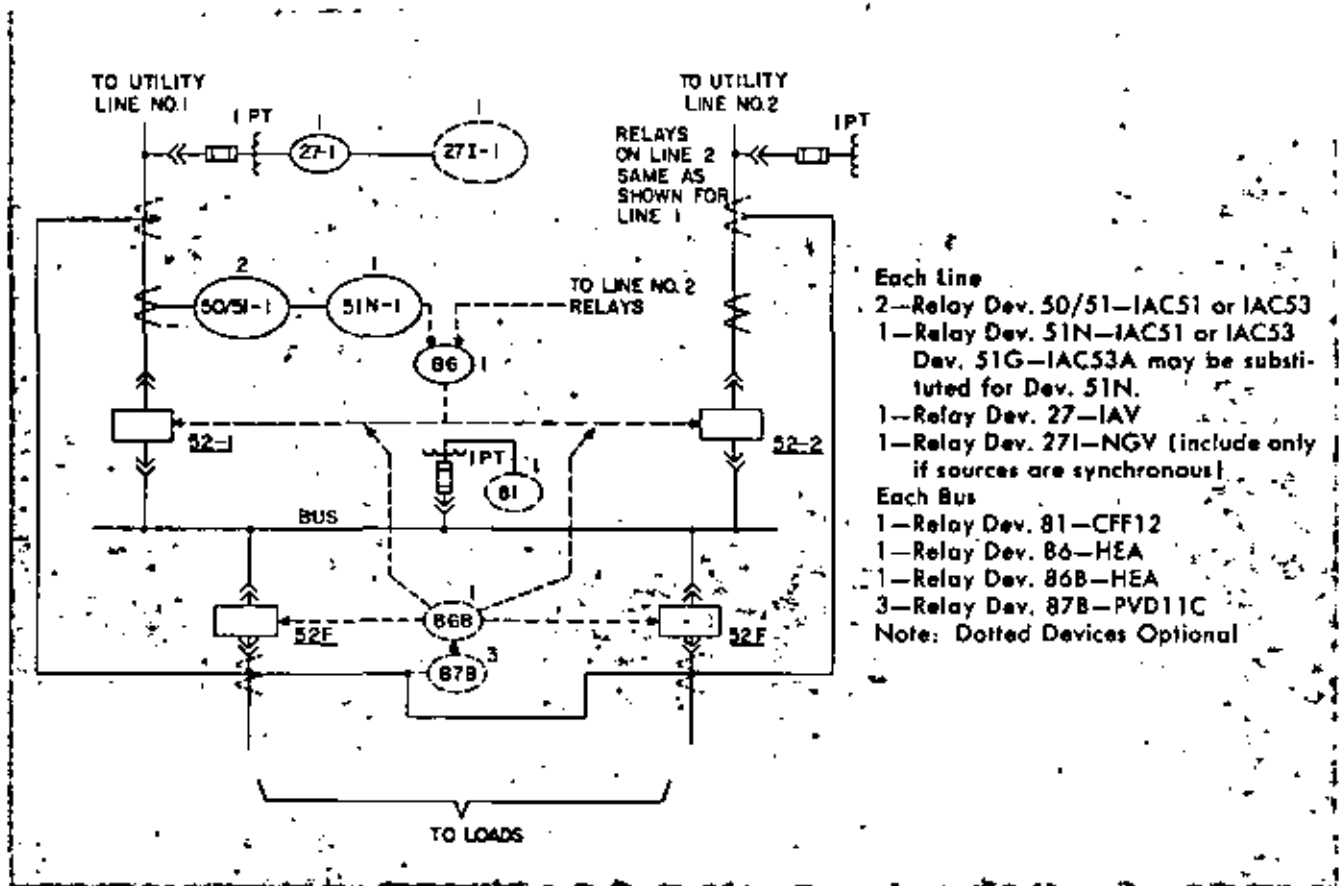 TO UTILITY
LINE NO.1
1 PT
1
27-1
1
27I-1
TO UTILITY
LINE NO.2
1PT
RELAYS
ON LINE 2
SAME AS
SHOWN FOR
LINE 1
2
50/51-1
1
51N-1
TO LINE NO.2
RELAYS
86
1
52-1
52-2
1PT
1
81
BUS
52F
1
86B
52F
87B
3
TO LOADS
Each Line
2—Relay Dev. 50/51—IAC51 or IAC53
1—Relay Dev. 51N—IAC51 or IAC53
Dev. 51G—IAC53A may be substi-
tuted for Dev. 51N.
1—Relay Dev. 27—IAV
1—Relay Dev. 27I—NGV (include only
if sources are synchronous)
Each Bus
1—Relay Dev. 81—CFF12
1—Relay Dev. 86—HEA
1—Relay Dev. 86B—HEA
3—Relay Dev. 87B—PVD11C
Note: Dotted Devices Optional